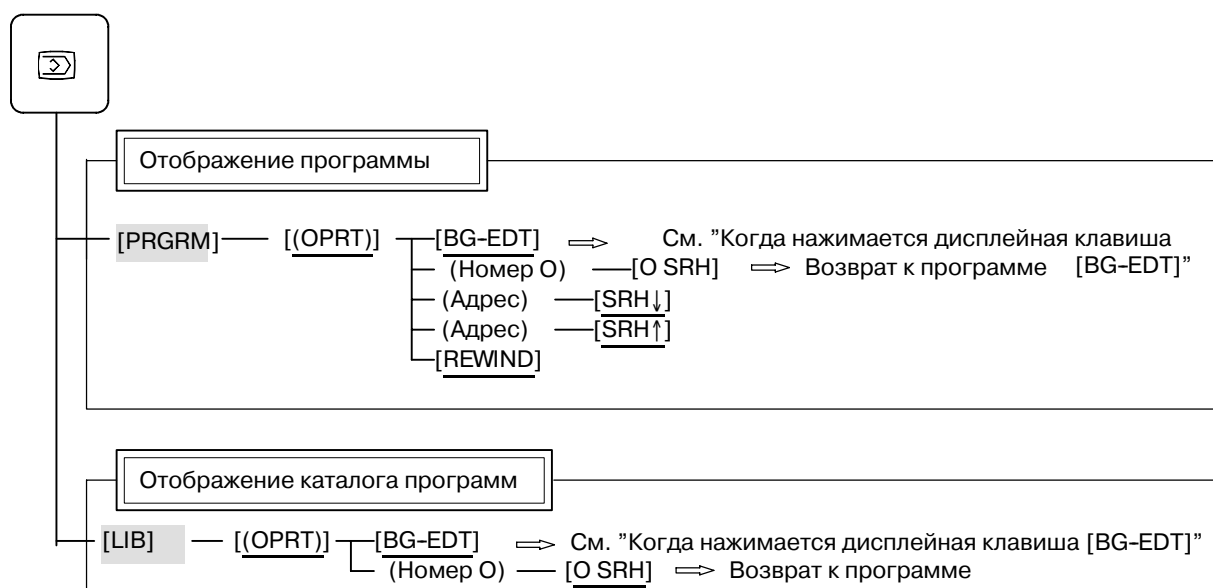 Отображение программы
[PRGRM] [(OPRT)] [BG-EDT] ⇨ См. ”Когда нажимается дисплейная клавиша
(Номер O) [O SRH] ⇨ Возврат к программе [BG-EDT]”
(Адрес) [SRH↓]
(Адрес) [SRH↑]
[REWIND]
Отображение каталога программ
[LIB] [(OPRT)] [BG-EDT] ⇨ См. ”Когда нажимается дисплейная клавиша [BG-EDT]”
(Номер O) [O SRH] ⇨ Возврат к программе